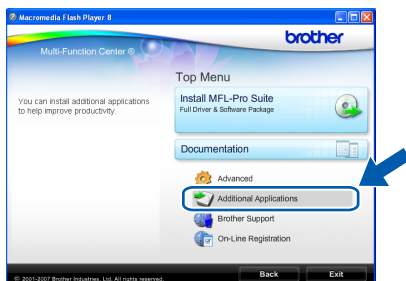 Macromedia Flash Player 8
brother
Multi-Function Center ®
Top Menu
You can install additional applications
to help improve productivity.
Install MFL-Pro Suite
Full Driver & Software Package
Documentation
Advanced
Additional Applications
Brother Support
On-Line Registration
© 2001-2007 Brother Industries, Ltd. All rights reserved.
Back
Exit